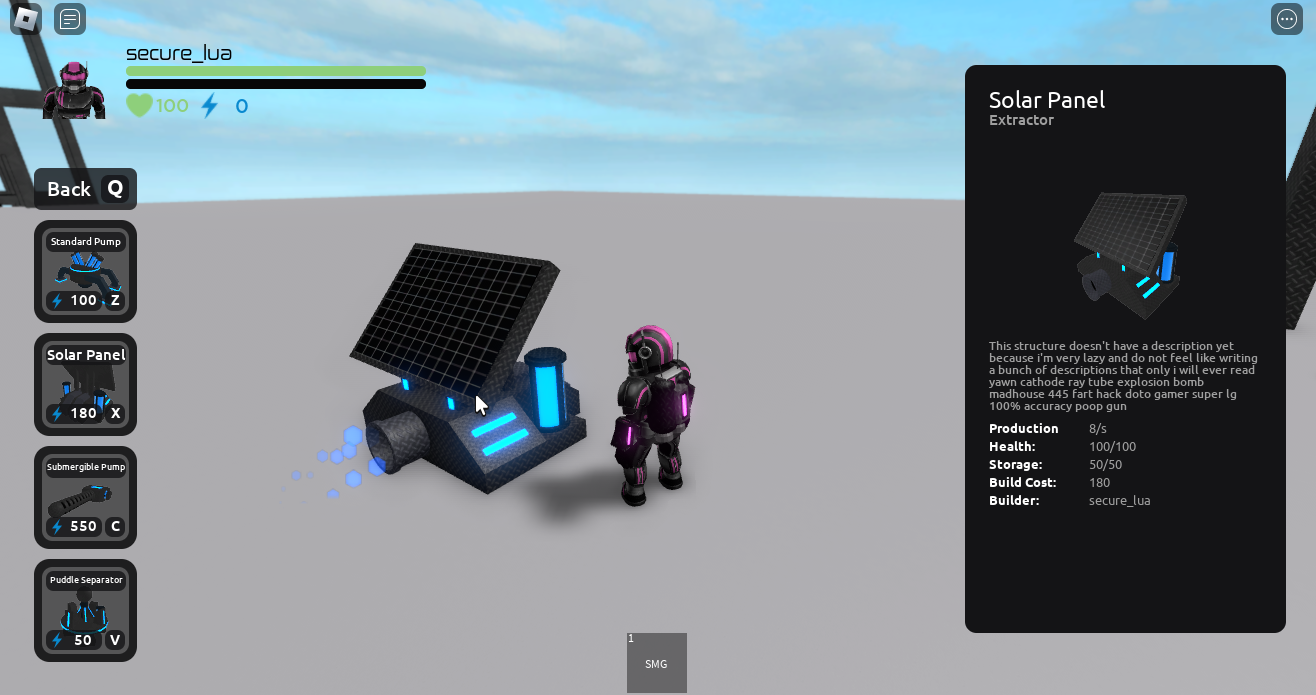 secure_lua
100 0
Back Q
Standard Pump
100 Z
Solar Panel
180 X
Submergible Pump
550 C
Puddle Separator
50 V
1
SMG
Solar Panel
Extractor
This structure doesn't have a description yet
because i'm very lazy and do not feel like writing
a bunch of descriptions that only i will ever read
yawn cathode ray tube explosion bomb
madhouse 445 fart hack doto gamer super lg
100% accuracy poop gun
Production 8/s
Health: 100/100
Storage: 50/50
Build Cost: 180
Builder: secure_lua